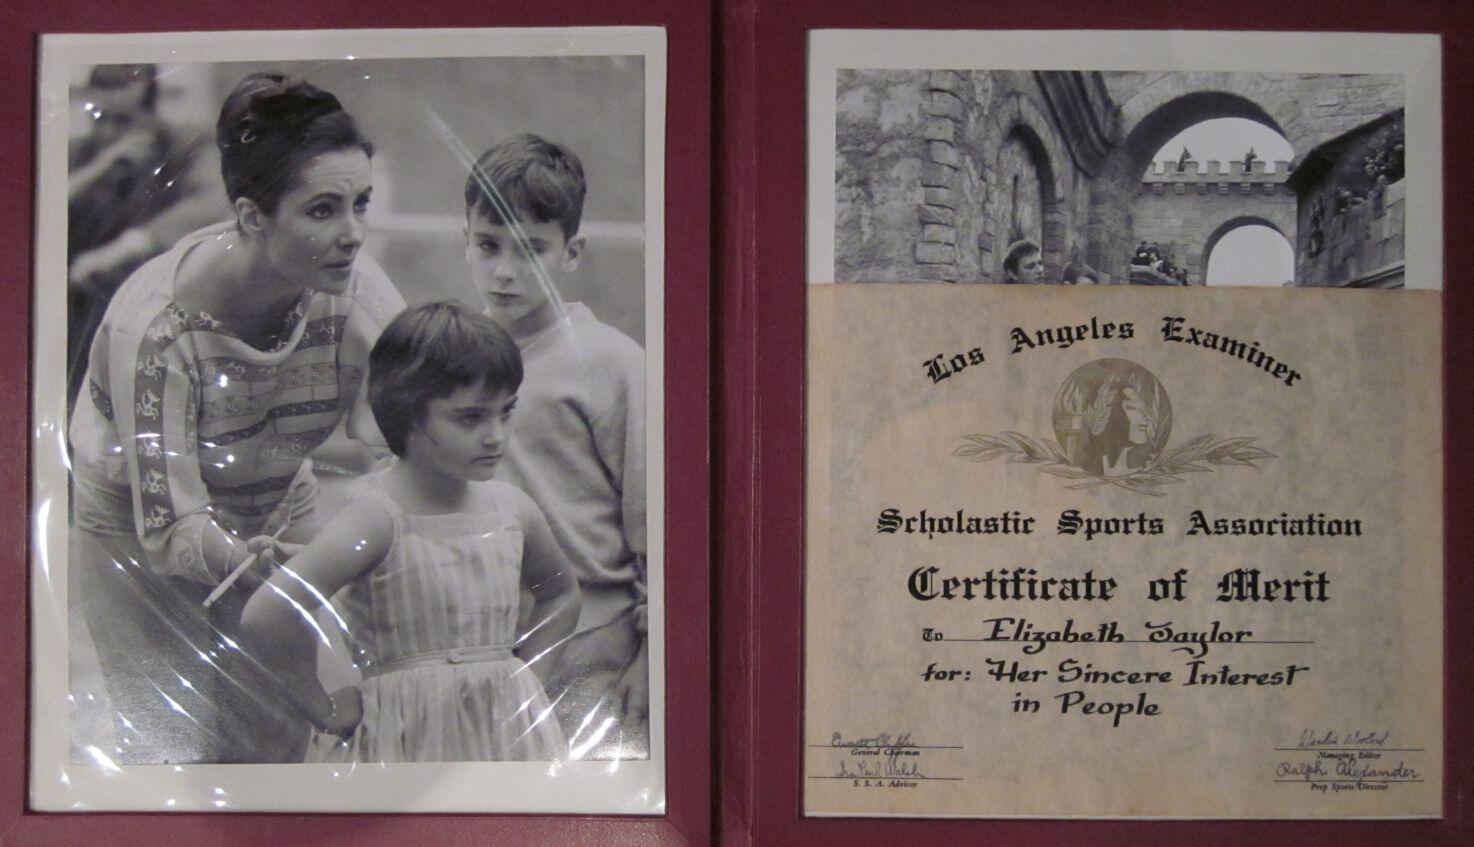 Los Angeles Examiner
Scholastic Sports Association
Certificate of Merit
To Elizabeth Taylor
for: Her Sincere Interest
in People
General Chairman
Managing Editor
Ralph Alexander
S. S. A. Advisor
Prep Sports Director